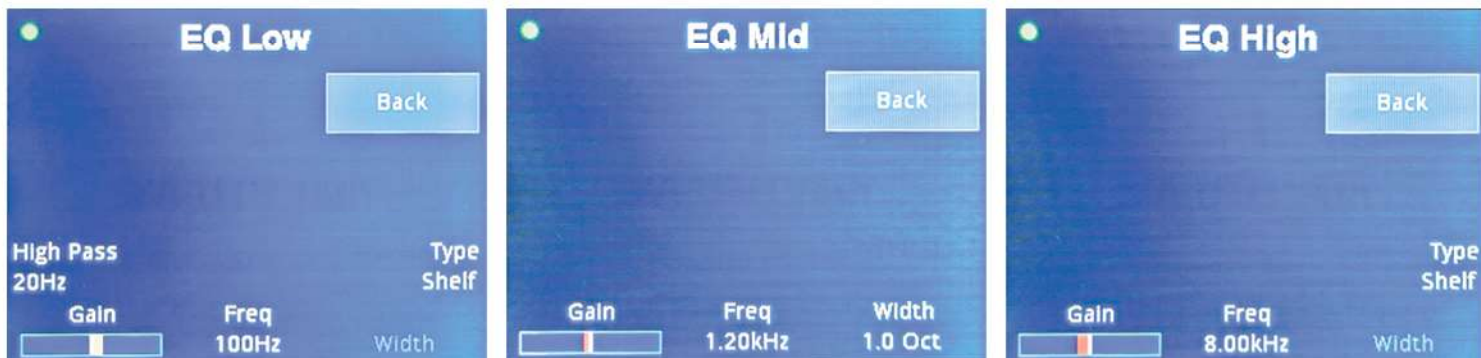 EQ Low
Back
High Pass
20Hz
Type
Shelf
Gain
Freq
100Hz
Width
EQ Mid
Back
Gain
Freq
1.20kHz
Width
1.0 Oct
EQ High
Back
Type
Shelf
Gain
Freq
8.00kHz
Width